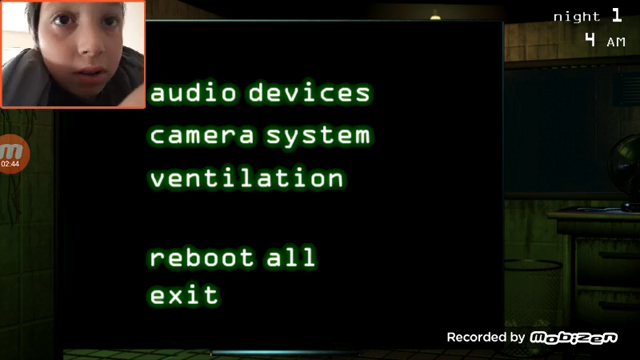 night 1
4 AM
audio devices
camera system
ventilation
02:44
reboot all
exit
Recorded by mobizen